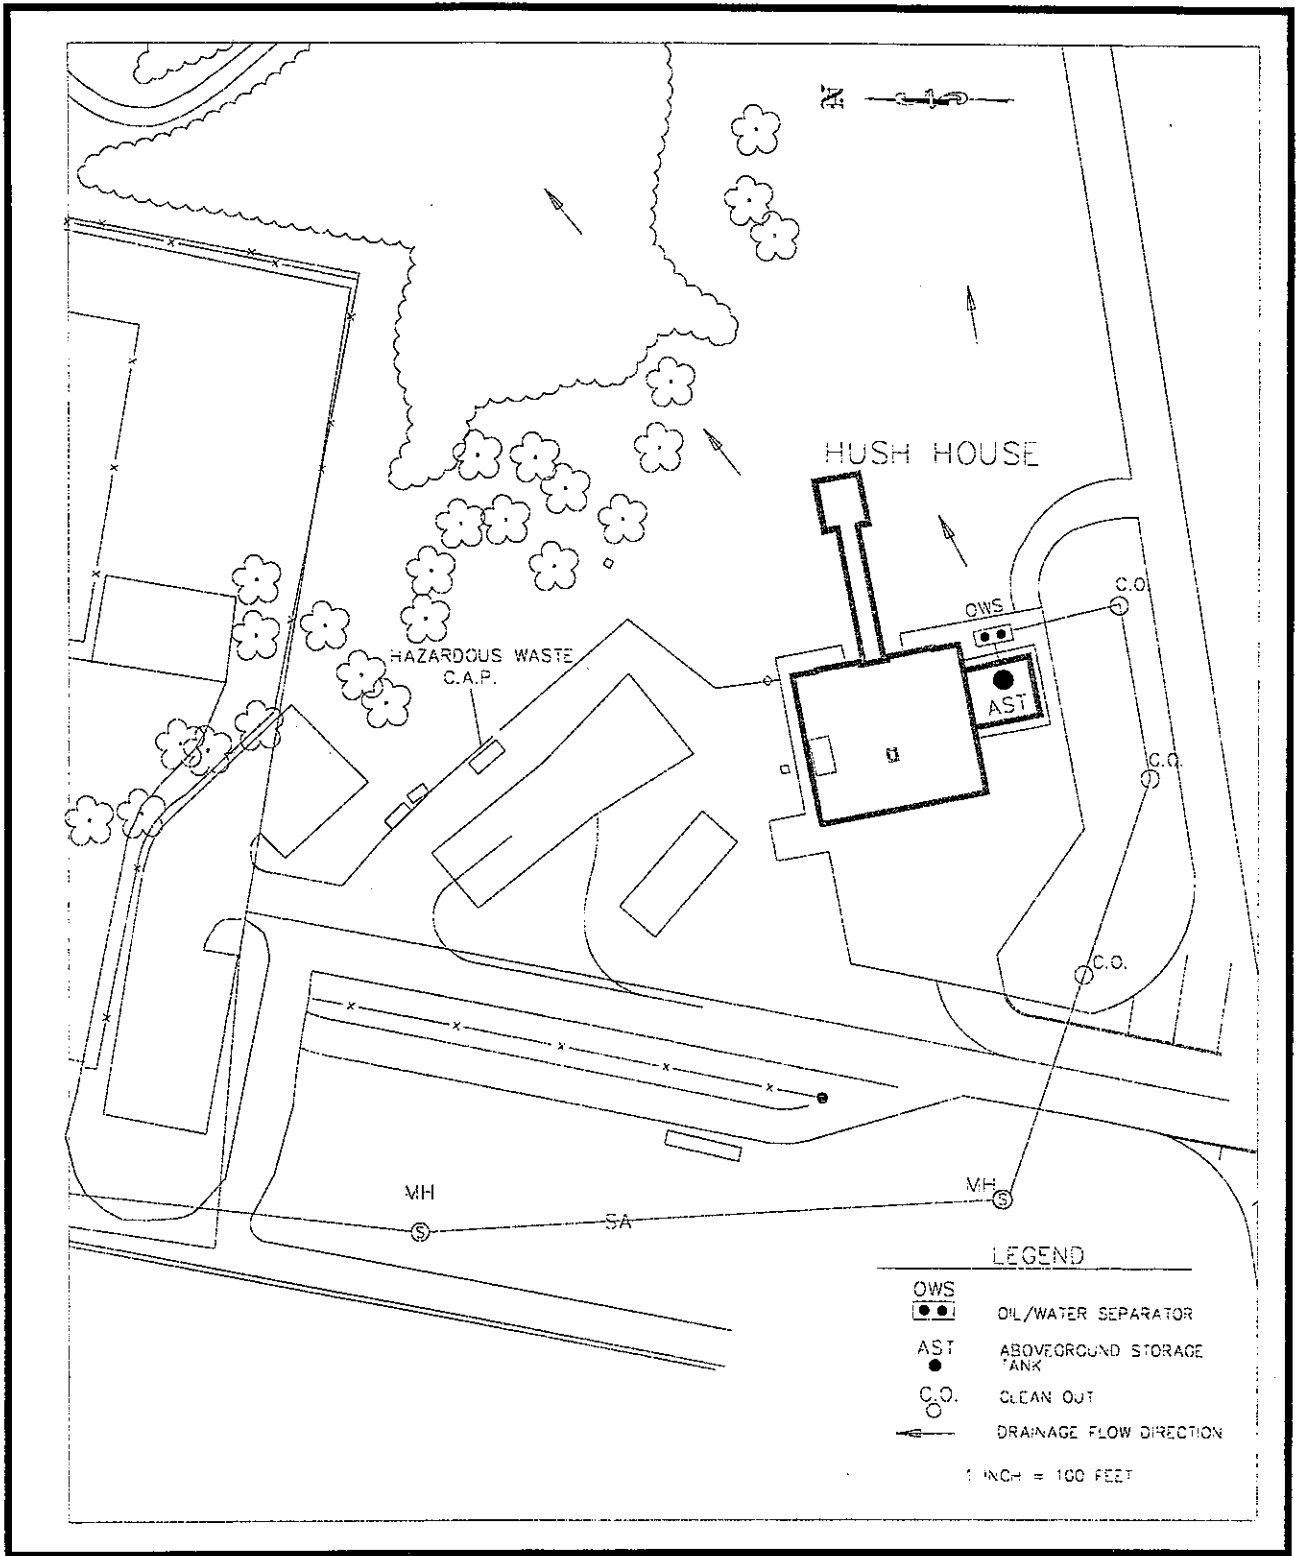 N
HUSH HOUSE
C.O.
OWS
HAZARDOUS WASTE
C.A.P.
AST
C.O.
C.O.
MH
MH
S
SA
S
LEGEND
OWS
OIL/WATER SEPARATOR
AST
ABOVEGROUND STORAGE
TANK
C.O.
CLEAN OUT
DRAINAGE FLOW DIRECTION
1 INCH = 100 FEET